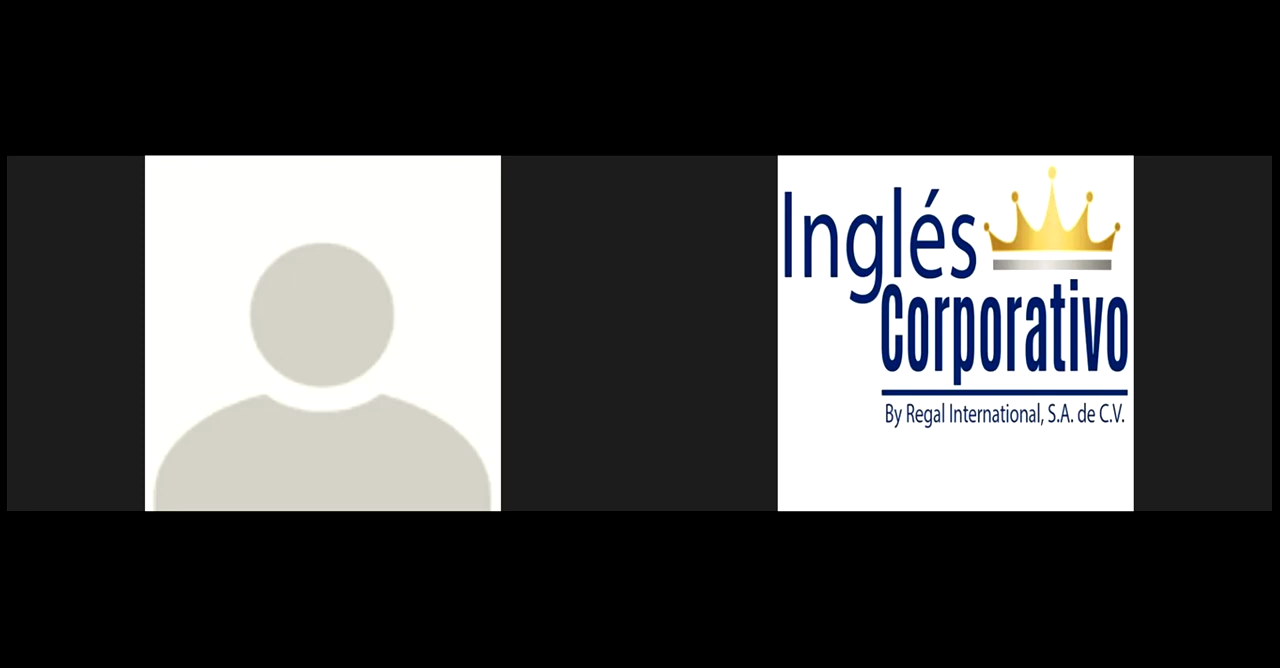 Inglés
Corporativo
By Regal International, S.A. de C.V.